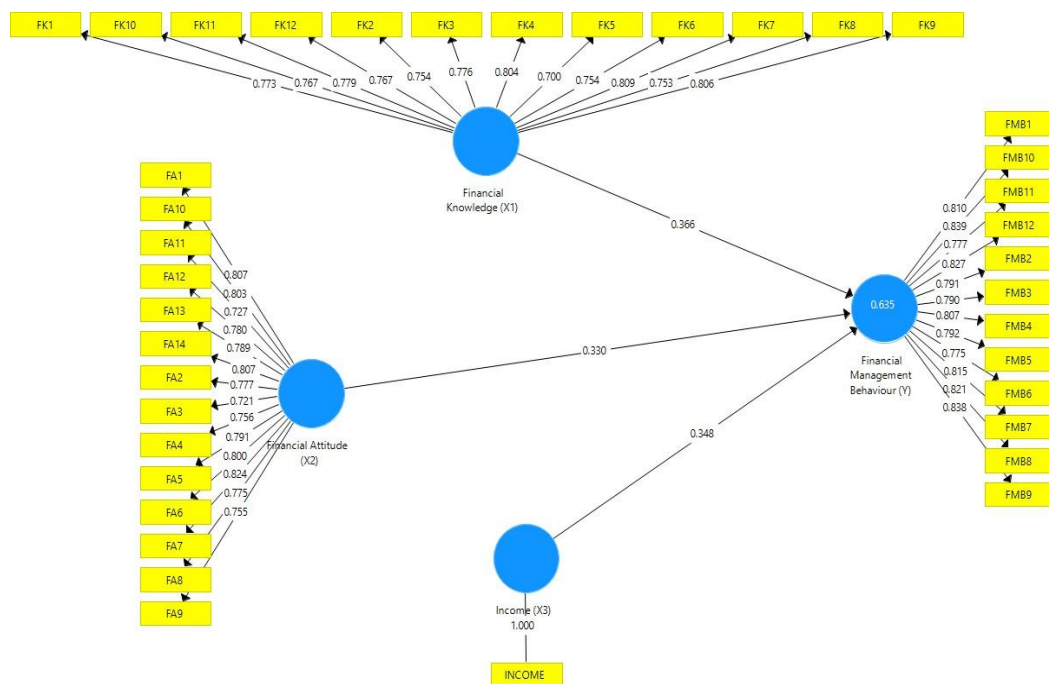 FK1 FK10 FK11 FK12 FK2 FK3 FK4 FK5 FK6 FK7 FK8 FK9
0.773 0.767 0.779 0.767 0.754 0.776 0.804 0.700 0.754 0.809 0.753 0.806
Financial
Knowledge (X1)
FA1
FA10
FA11
FA12
FA13
FA14
FA2
FA3
FA4
FA5
FA6
FA7
FA8
FA9
0.807
0.803
0.727
0.780
0.789
0.807
0.777
0.721
0.756
0.791
0.800
0.824
0.775
0.755
Financial Attitude
(X2)
0.366
0.330
0.348
Income (X3)
1.000
INCOME
0.635
Financial
Management
Behaviour (Y)
0.810
0.839
0.777
0.827
0.791
0.790
0.807
0.792
0.775
0.815
0.821
0.838
FMB1
FMB10
FMB11
FMB12
FMB2
FMB3
FMB4
FMB5
FMB6
FMB7
FMB8
FMB9